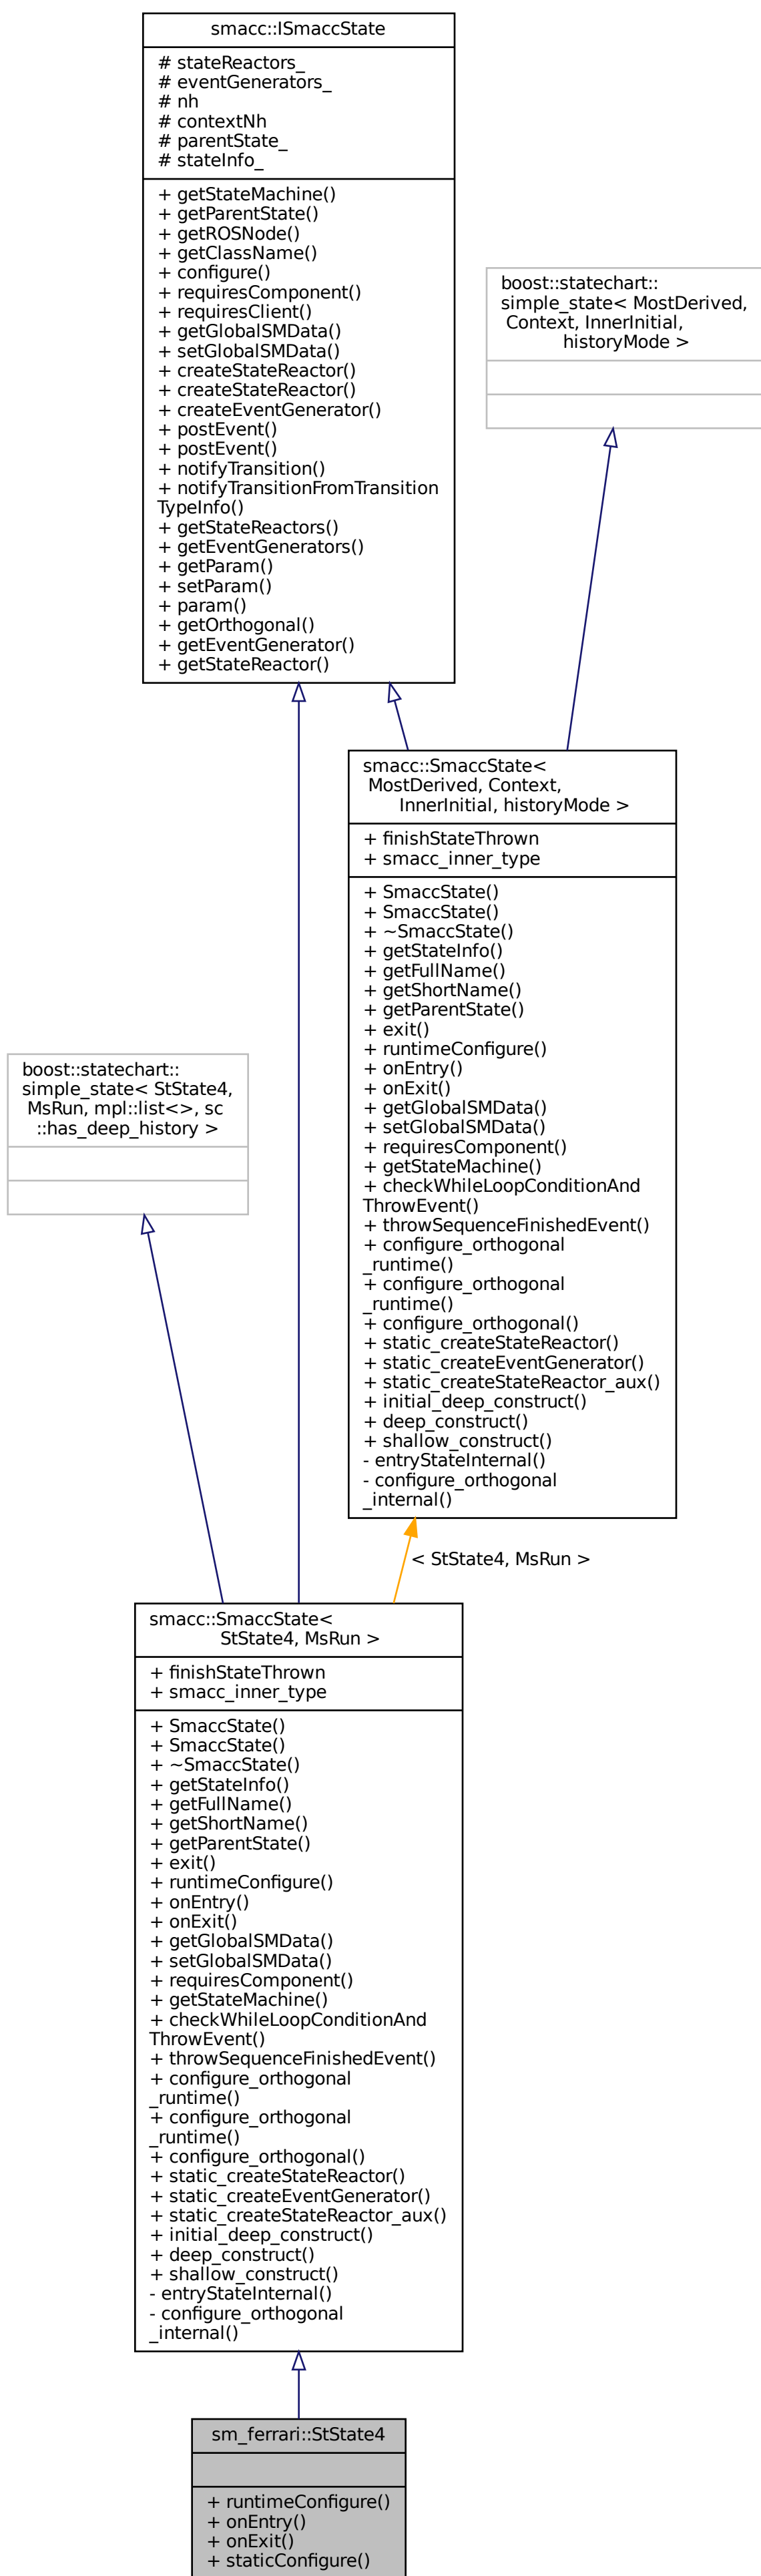 smacc::ISmaccState
# stateReactors_
# eventGenerators_
# nh
# contextNh
# parentState_
# stateInfo_
+ getStateMachine()
+ getParentState()
+ getROSNode()
+ getClassName()
+ configure()
+ requiresComponent()
+ requiresClient()
+ getGlobalSMData()
+ setGlobalSMData()
+ createStateReactor()
+ createStateReactor()
+ createEventGenerator()
+ postEvent()
+ postEvent()
+ notifyTransition()
+ notifyTransitionFromTransition
TypeInfo()
+ getStateReactors()
+ getEventGenerators()
+ getParam()
+ setParam()
+ param()
+ getOrthogonal()
+ getEventGenerator()
+ getStateReactor()
boost::statechart::
simple_state< MostDerived,
Context, InnerInitial,
historyMode >
smacc::SmaccState<
MostDerived, Context,
InnerInitial, historyMode >
+ finishStateThrown
+ smacc_inner_type
+ SmaccState()
+ SmaccState()
+ ~SmaccState()
+ getStateInfo()
+ getFullName()
+ getShortName()
+ getParentState()
+ exit()
+ runtimeConfigure()
+ onEntry()
+ onExit()
+ getGlobalSMData()
+ setGlobalSMData()
+ requiresComponent()
+ getStateMachine()
+ checkWhileLoopConditionAnd
ThrowEvent()
+ throwSequenceFinishedEvent()
+ configure_orthogonal
_runtime()
+ configure_orthogonal
_runtime()
+ configure_orthogonal()
+ static_createStateReactor()
+ static_createEventGenerator()
+ static_createStateReactor_aux()
+ initial_deep_construct()
+ deep_construct()
+ shallow_construct()
- entryStateInternal()
- configure_orthogonal
_internal()
boost::statechart::
simple_state< StState4,
MsRun, mpl::list<>, sc
::has_deep_history >
< StState4, MsRun >
smacc::SmaccState<
StState4, MsRun >
+ finishStateThrown
+ smacc_inner_type
+ SmaccState()
+ SmaccState()
+ ~SmaccState()
+ getStateInfo()
+ getFullName()
+ getShortName()
+ getParentState()
+ exit()
+ runtimeConfigure()
+ onEntry()
+ onExit()
+ getGlobalSMData()
+ setGlobalSMData()
+ requiresComponent()
+ getStateMachine()
+ checkWhileLoopConditionAnd
ThrowEvent()
+ throwSequenceFinishedEvent()
+ configure_orthogonal
_runtime()
+ configure_orthogonal
_runtime()
+ configure_orthogonal()
+ static_createStateReactor()
+ static_createEventGenerator()
+ static_createStateReactor_aux()
+ initial_deep_construct()
+ deep_construct()
+ shallow_construct()
- entryStateInternal()
- configure_orthogonal
_internal()
sm_ferrari::StState4
+ runtimeConfigure()
+ onEntry()
+ onExit()
+ staticConfigure()